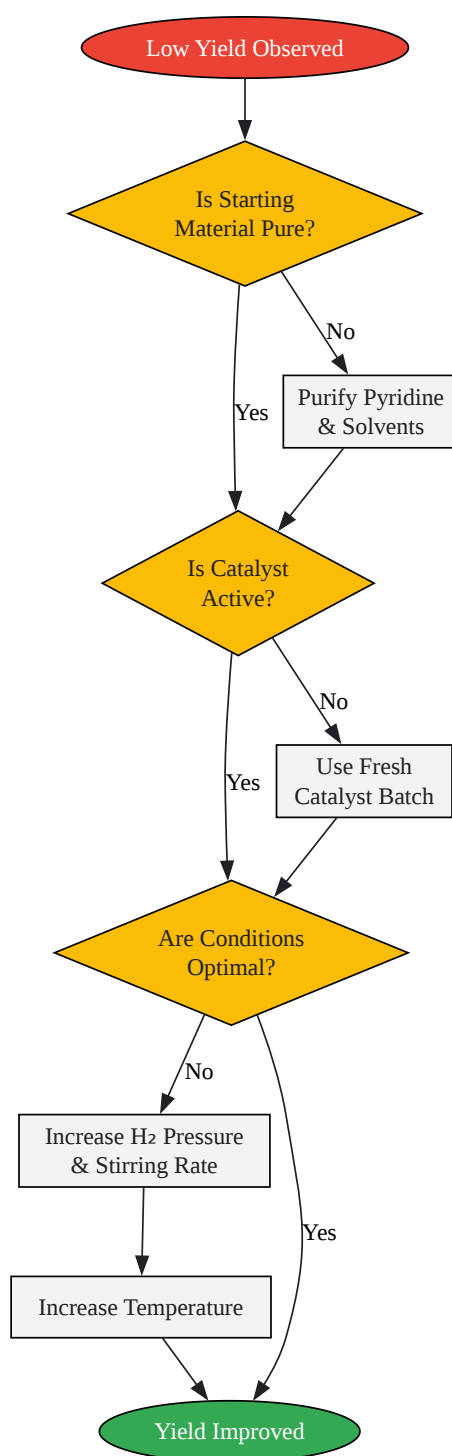 Low Yield Observed
Is Starting
Material Pure?
No
Yes
Purify Pyridine
& Solvents
Is Catalyst
Active?
No
Yes
Use Fresh
Catalyst Batch
Are Conditions
Optimal?
No
Increase H₂ Pressure
& Stirring Rate
Yes
Increase Temperature
Yield Improved